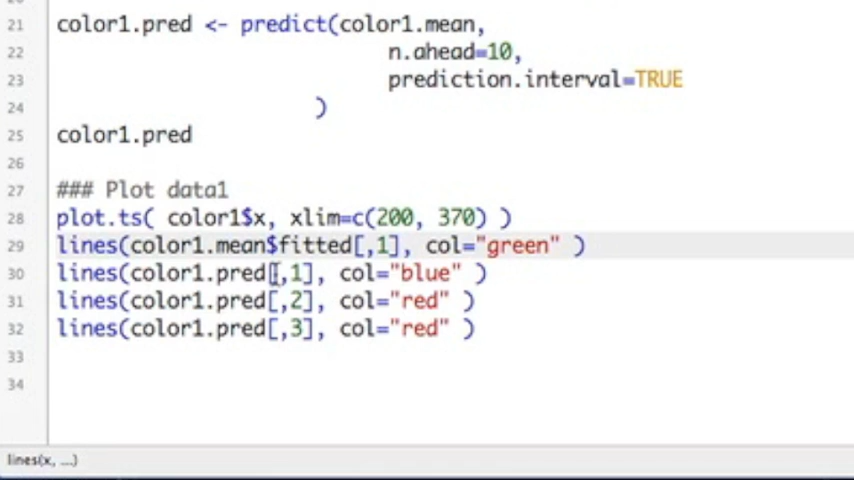 21 color1.pred <- predict(color1.mean,
22 n.ahead=10,
23 prediction.interval=TRUE
24 )
25 color1.pred
26
27 ### Plot data1
28 plot.ts( color1$x, xlim=c(200, 370) )
29 lines(color1.mean$fitted[,1], col="green" )
30 lines(color1.pred[,1], col="blue" )
31 lines(color1.pred[,2], col="red" )
32 lines(color1.pred[,3], col="red" )
33
34
lines(x, ...)